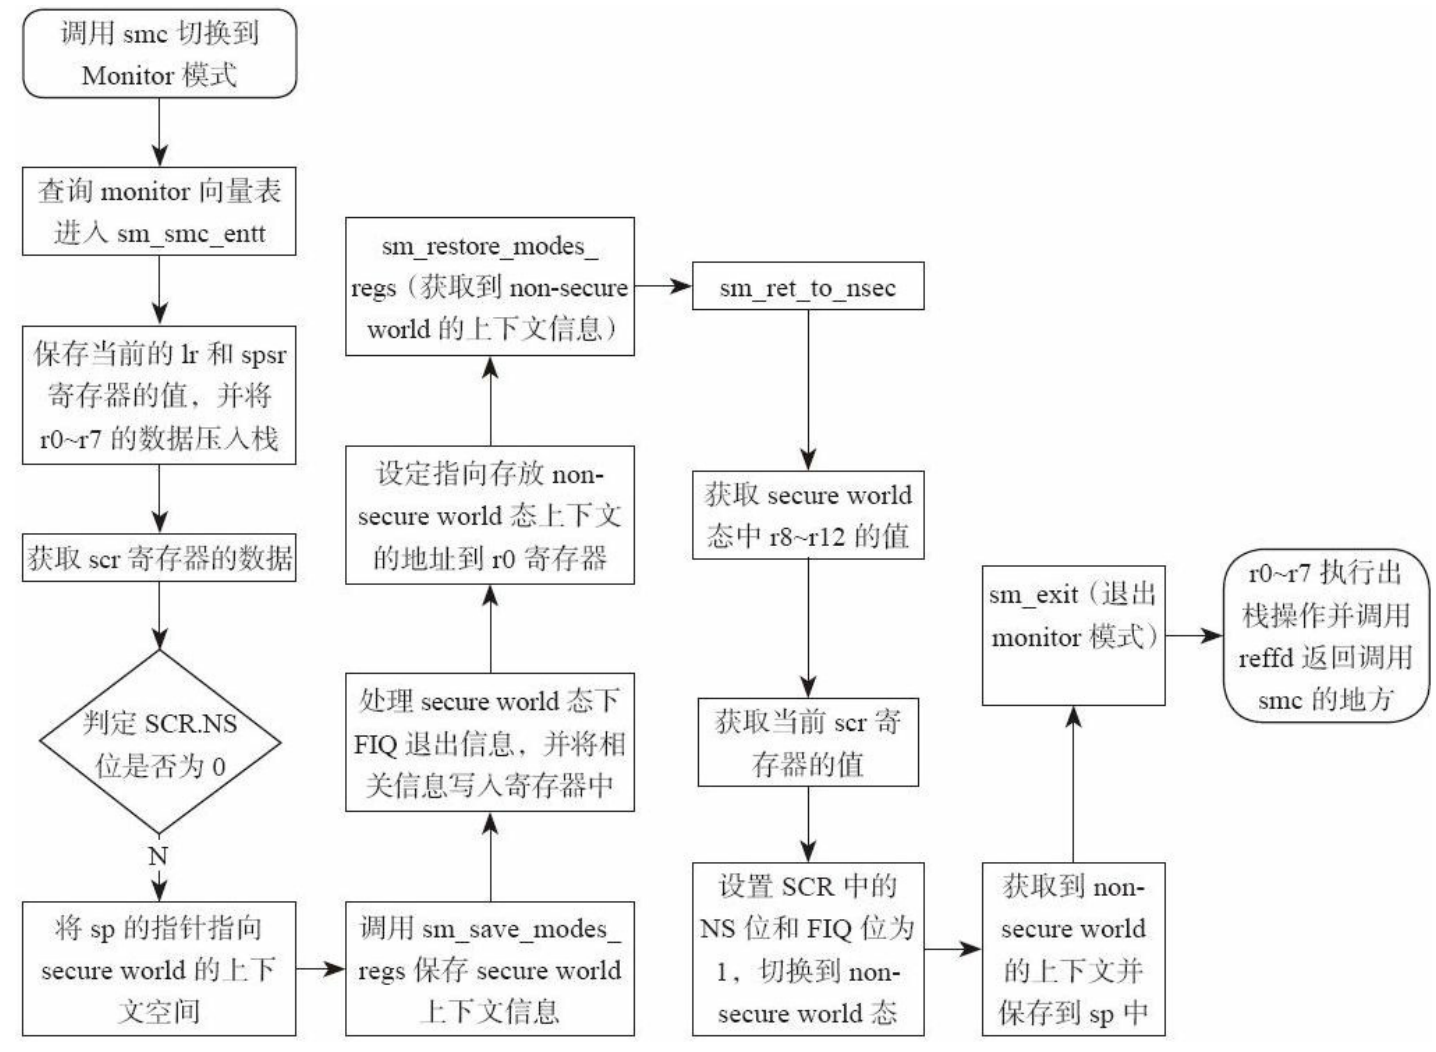 调用 smc 切换到
Monitor 模式
查询 monitor 向量表
进入 sm_smc_entt
保存当前的 lr 和 spsr
寄存器的值，并将
r0~r7 的数据压入栈
获取 scr 寄存器的数据
判定 SCR.NS
位是否为 0
N
将 sp 的指针指向
secure world 的上下
文空间
调用 sm_save_modes_
regs 保存 secure world
上下文信息
处理 secure world 态下
FIQ 退出信息，并将相
关信息写入寄存器中
设定指向存放 non-
secure world 态上下文
的地址到 r0 寄存器
sm_restore_modes_
regs（获取到 non-secure
world 的上下文信息）
sm_ret_to_nsec
获取 secure world
态中 r8~r12 的值
获取当前 scr 寄
存器的值
设置 SCR 中的
NS 位和 FIQ 位为
1，切换到 non-
secure world 态
获取到 non-
secure world
的上下文并
保存到 sp 中
sm_exit（退出
monitor 模式）
r0~r7 执行出
栈操作并调用
reffd 返回调用
smc 的地方